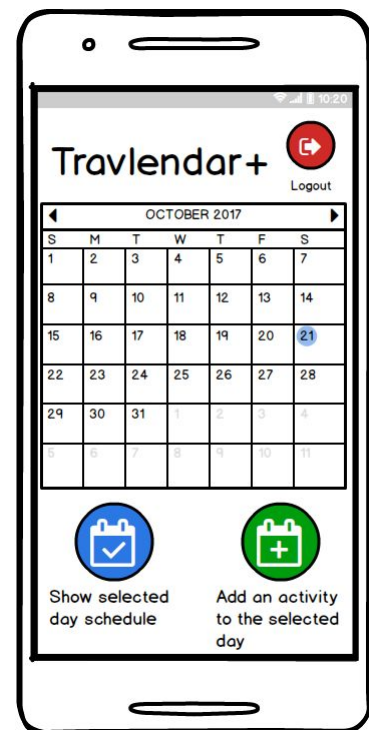 10:20
Travlendar+
Logout
OCTOBER 2017
S M T W T F S
1 2 3 4 5 6 7
8 9 10 11 12 13 14
15 16 17 18 19 20 21
22 23 24 25 26 27 28
29 30 31 1 2 3 4
5 6 7 8 9 10 11
Show selected
day schedule
Add an activity
to the selected
day